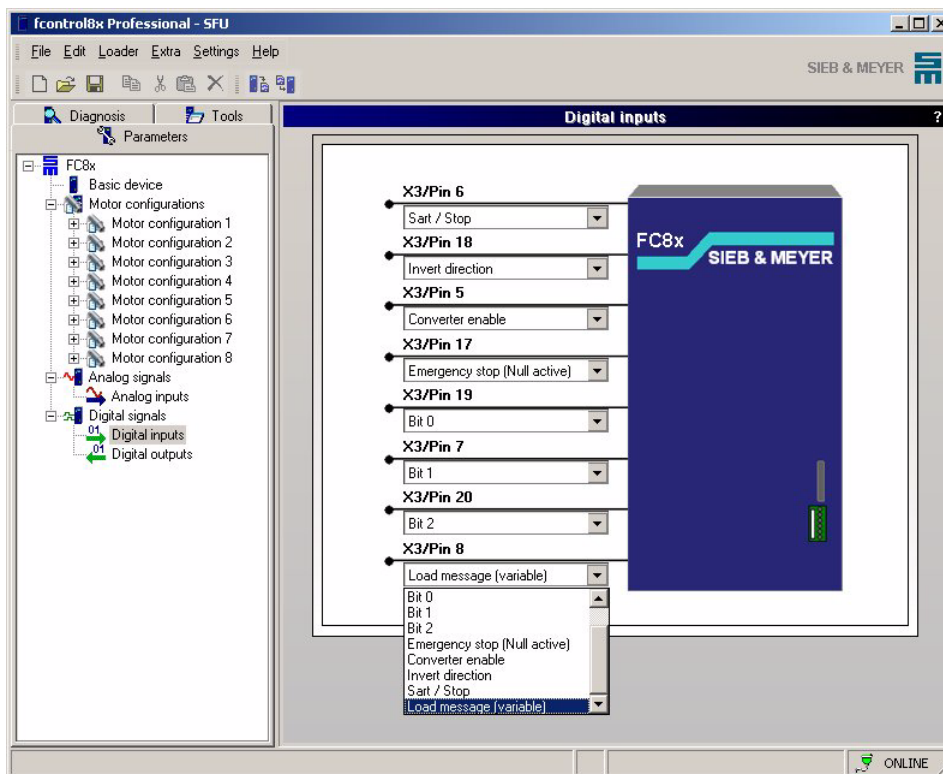 fcontrol8x Professional - SFU
File Edit Loader Extra Settings Help
SIEB & MEYER
Diagnosis Tools
Parameters
Digital inputs ?
FC8x
Basic device
Motor configurations
Motor configuration 1
Motor configuration 2
Motor configuration 3
Motor configuration 4
Motor configuration 5
Motor configuration 6
Motor configuration 7
Motor configuration 8
Analog signals
Analog inputs
Digital signals
01 Digital inputs
01 Digital outputs
X3/Pin 6
Sart / Stop
X3/Pin 18
Invert direction
X3/Pin 5
Converter enable
X3/Pin 17
Emergency stop (Null active)
X3/Pin 19
Bit 0
X3/Pin 7
Bit 1
X3/Pin 20
Bit 2
X3/Pin 8
Load message (variable)
Bit 0
Bit 1
Bit 2
Emergency stop (Null active)
Converter enable
Invert direction
Sart / Stop
Load message (variable)
FC8x
SIEB & MEYER
ONLINE